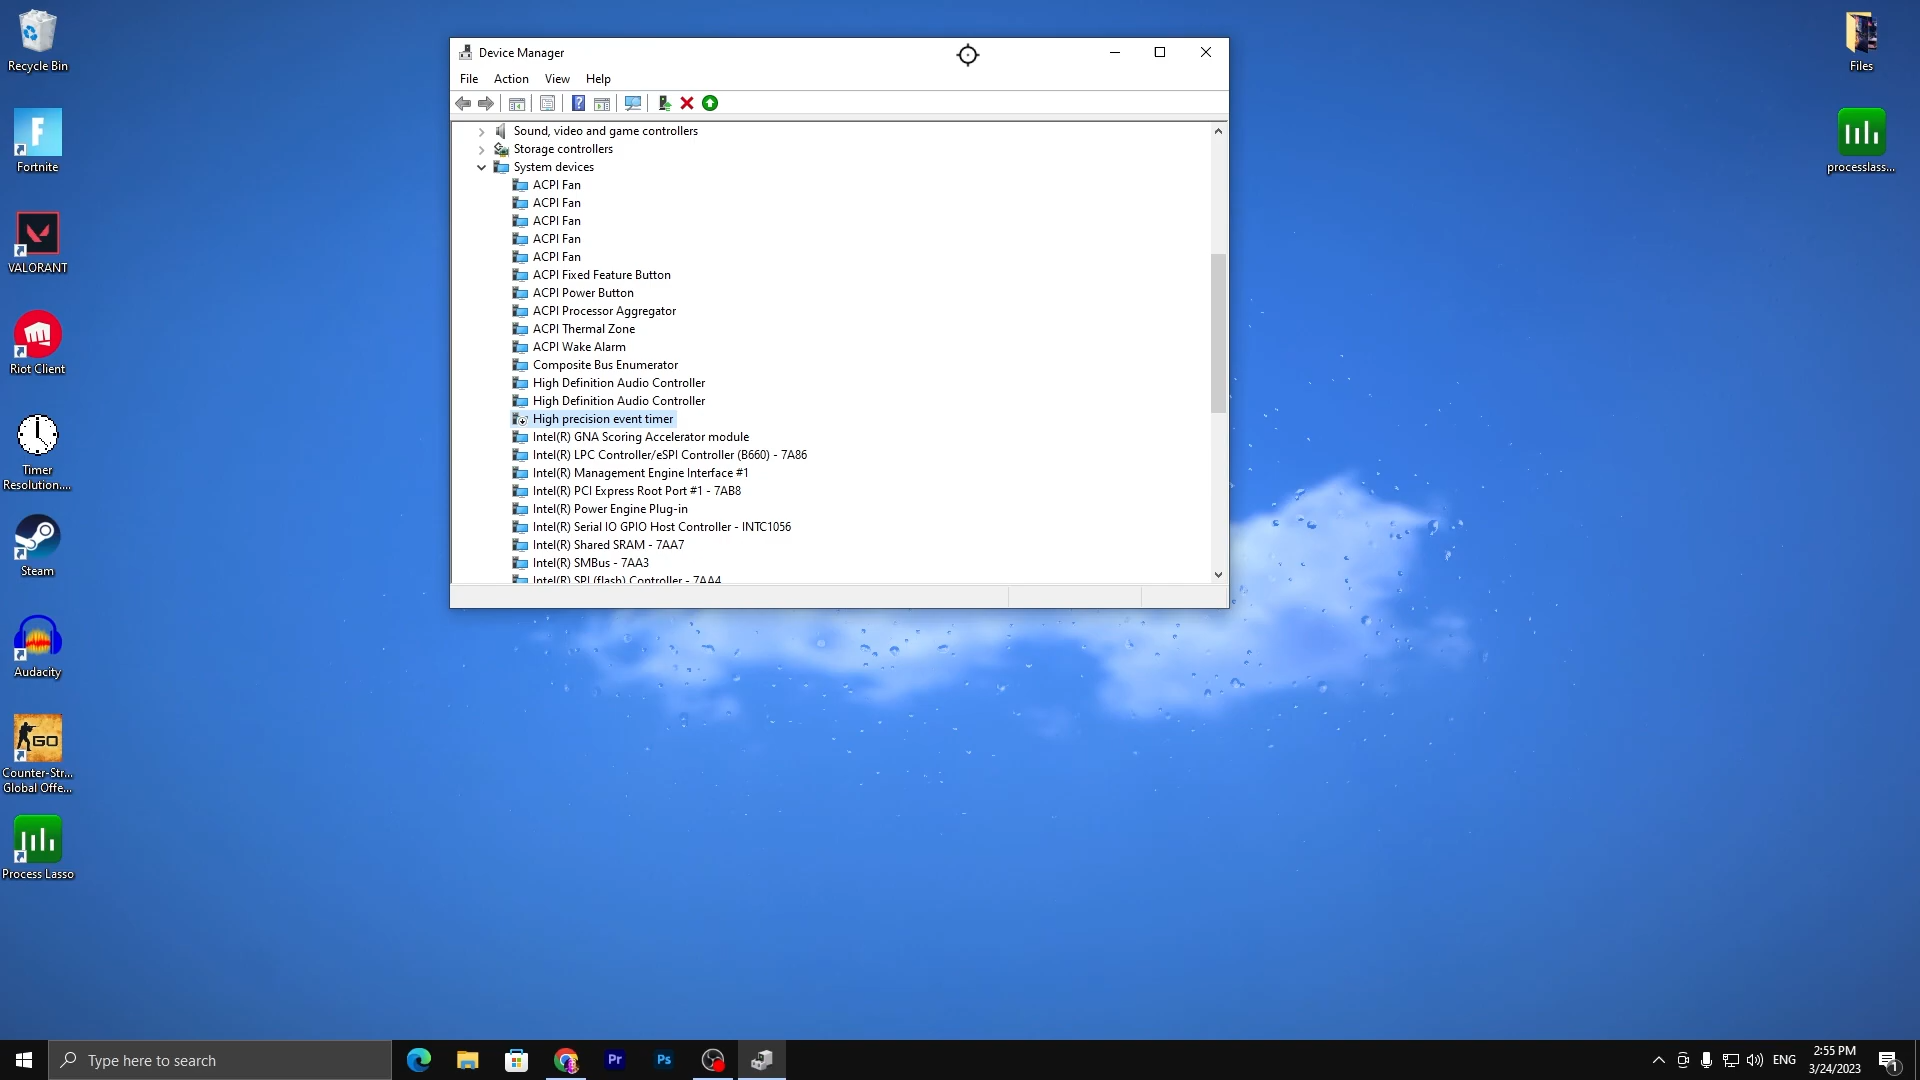 Recycle Bin
Fortnite
VALORANT
Riot Client
Timer
Resolution....
Steam
Audacity
GO
Counter-Str...
Global Offe...
Process Lasso
Device Manager
File Action View Help
Sound, video and game controllers
Storage controllers
System devices
ACPI Fan
ACPI Fan
ACPI Fan
ACPI Fan
ACPI Fan
ACPI Fixed Feature Button
ACPI Power Button
ACPI Processor Aggregator
ACPI Thermal Zone
ACPI Wake Alarm
Composite Bus Enumerator
High Definition Audio Controller
High Definition Audio Controller
High precision event timer
Intel(R) GNA Scoring Accelerator module
Intel(R) LPC Controller/eSPI Controller (B660) - 7A86
Intel(R) Management Engine Interface #1
Intel(R) PCI Express Root Port #1 - 7AB8
Intel(R) Power Engine Plug-in
Intel(R) Serial IO GPIO Host Controller - INTC1056
Intel(R) Shared SRAM - 7AA7
Intel(R) SMBus - 7AA3
Intel(R) SPI (flash) Controller - 7AA4
Files
processlass...
Type here to search
Pr
Ps
ENG
2:55 PM
3/24/2023
1